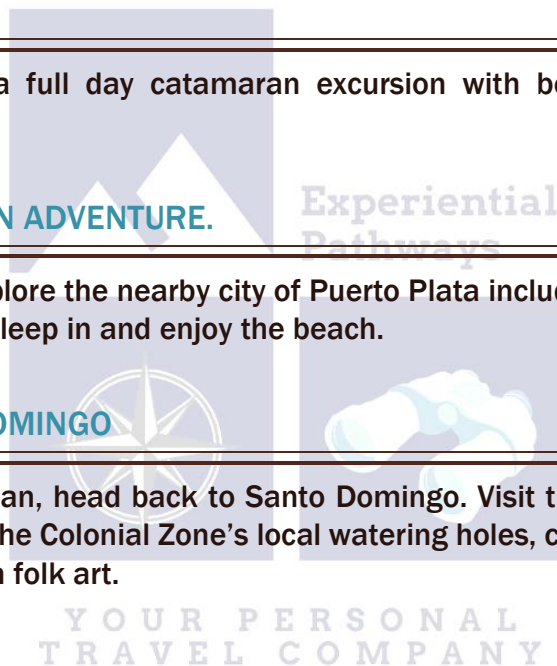 a full day catamaran excursion with
Experiential
Pathways
N ADVENTURE.
plore the nearby city of Puerto Plata inclu
leep in and enjoy the beach.
OMINGO
an, head back to Santo Domingo. Visit t
he Colonial Zone's local watering holes,
folk art.
YOUR PERSONAL
TRAVEL COMPANY